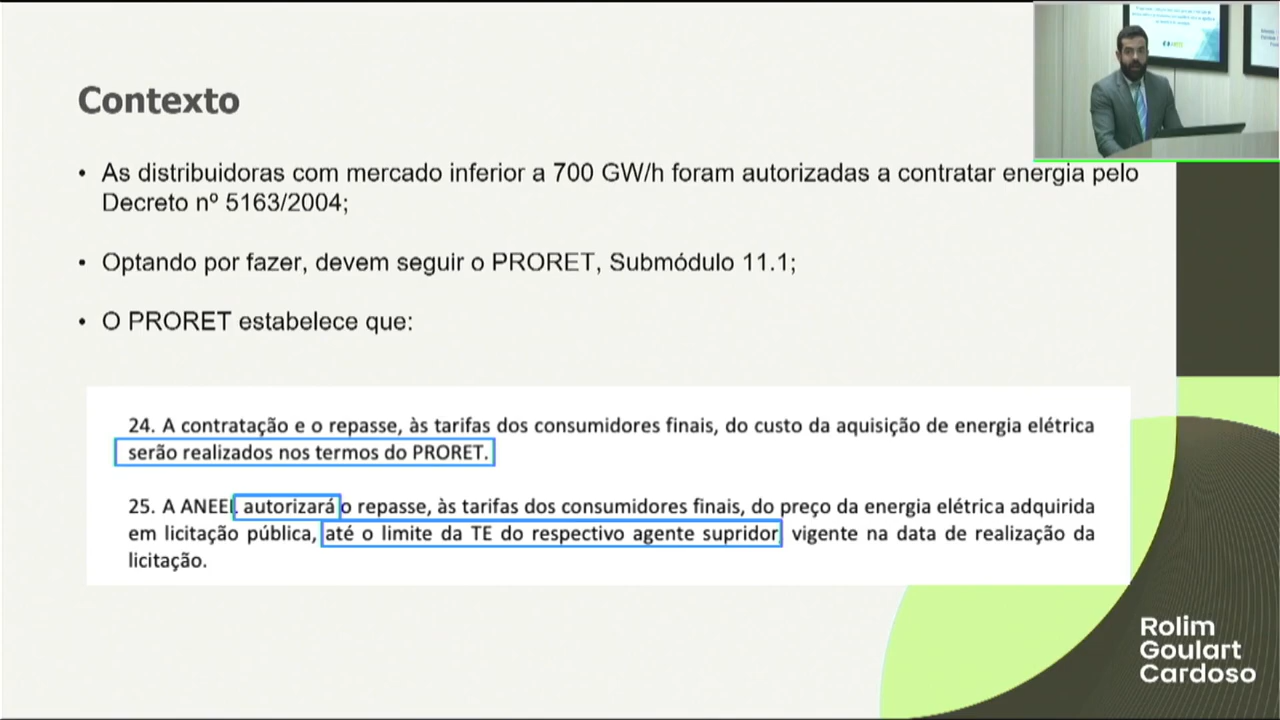 Contexto
• As distribuidoras com mercado inferior a 700 GW/h foram autorizadas a contratar energia pelo
Decreto nº 5163/2004;
• Optando por fazer, devem seguir o PRORET, Submódulo 11.1;
• O PRORET estabelece que:
24. A contratação e o repasse, às tarifas dos consumidores finais, do custo da aquisição de energia elétrica
serão realizados nos termos do PRORET.
25. A ANEEL autorizará o repasse, às tarifas dos consumidores finais, do preço da energia elétrica adquirida
em licitação pública, até o limite da TE do respectivo agente supridor, vigente na data de realização da
licitação.
Rolim
Goulart
Cardoso